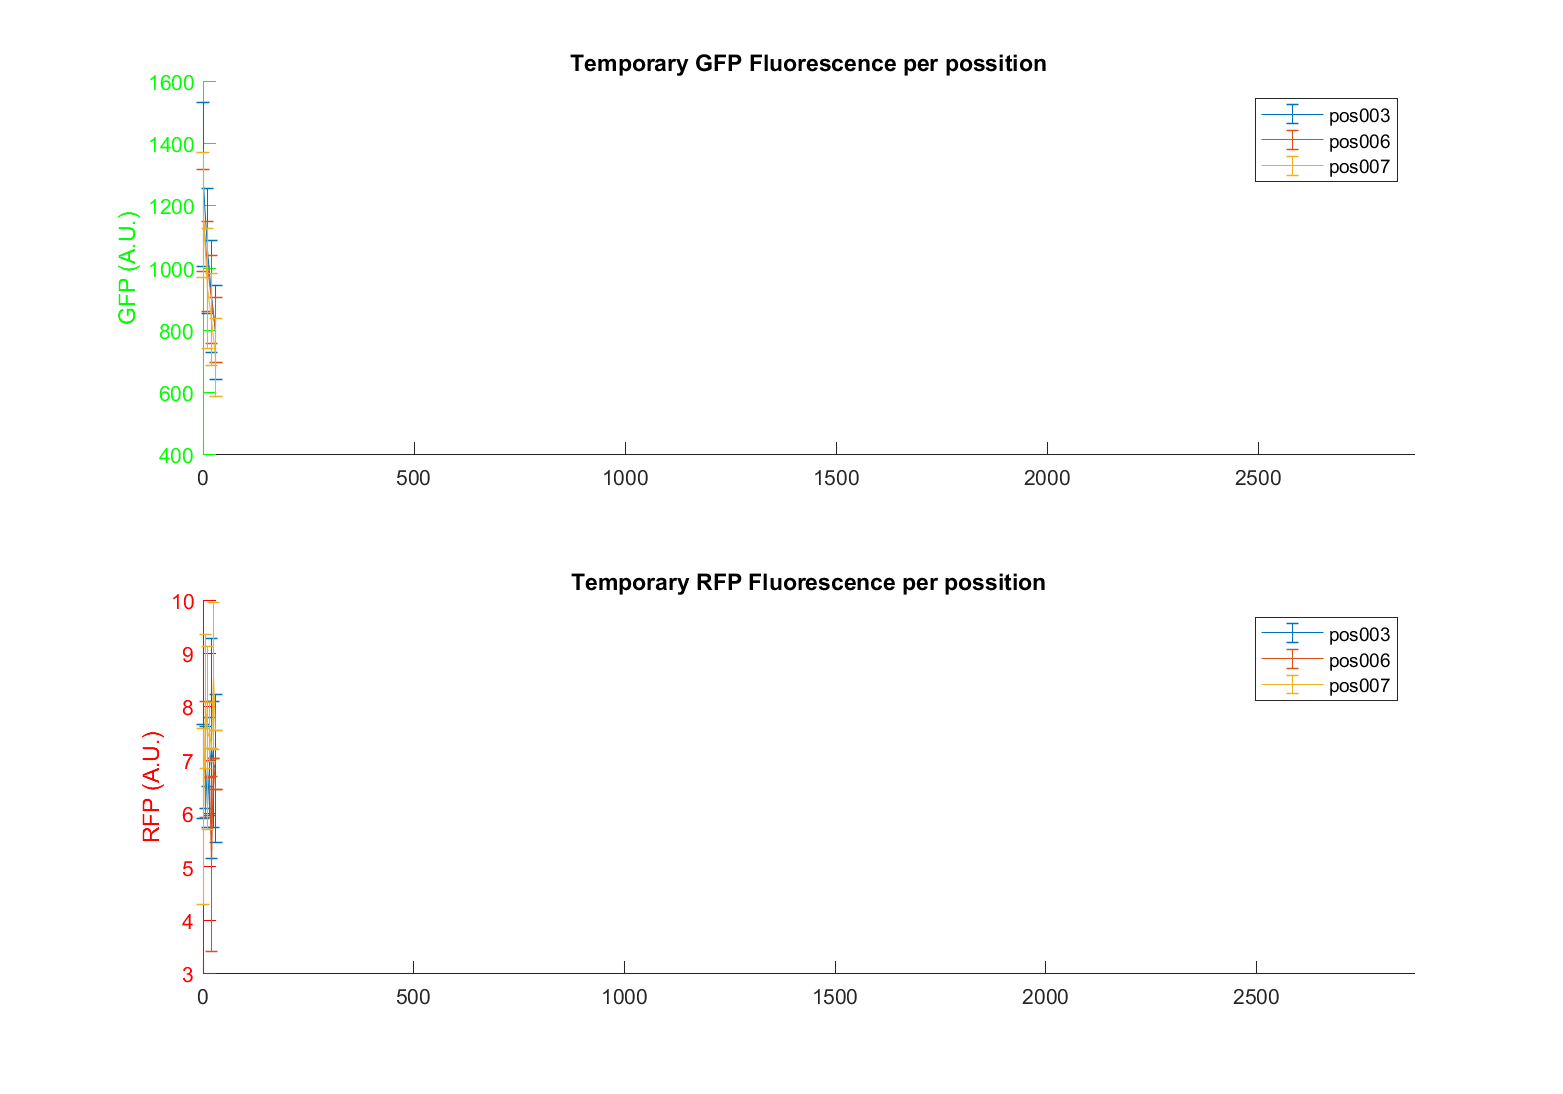 Temporary GFP Fluorescence per possition
1600
1400
1200
1000
800
600
400
GFP (A.U.)
0 500 1000 1500 2000 2500
pos003
pos006
pos007
Temporary RFP Fluorescence per possition
10
9
8
7
6
5
4
3
RFP (A.U.)
0 500 1000 1500 2000 2500
pos003
pos006
pos007